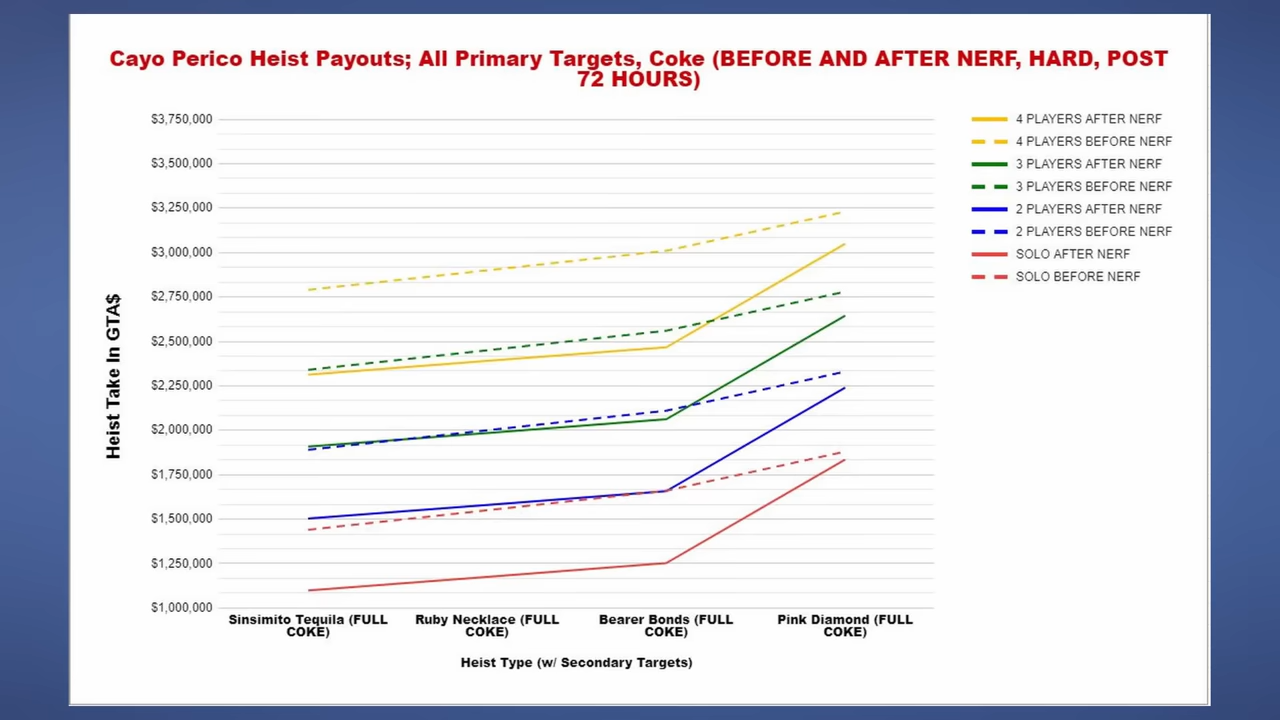 Cayo Perico Heist Payouts; All Primary Targets, Coke (BEFORE AND AFTER NERF, HARD, POST
72 HOURS)
$3,750,000
$3,500,000
$3,250,000
$3,000,000
$2,750,000
$2,500,000
$2,250,000
$2,000,000
$1,750,000
$1,500,000
$1,250,000
$1,000,000
Heist Take In GTA$
4 PLAYERS AFTER NERF
4 PLAYERS BEFORE NERF
3 PLAYERS AFTER NERF
3 PLAYERS BEFORE NERF
2 PLAYERS AFTER NERF
2 PLAYERS BEFORE NERF
SOLO AFTER NERF
SOLO BEFORE NERF
Sinsimito Tequila (FULL
COKE)
Ruby Necklace (FULL
COKE)
Bearer Bonds (FULL
COKE)
Pink Diamond (FULL
COKE)
Heist Type (w/ Secondary Targets)